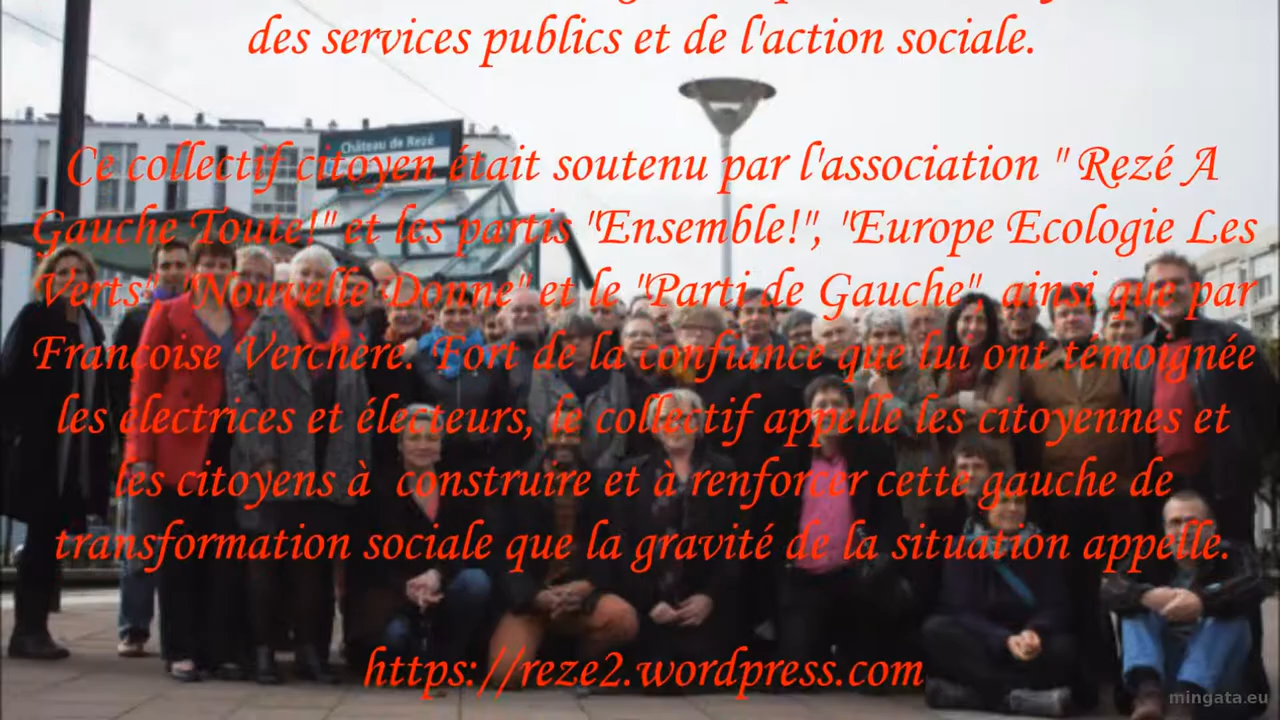 des services publics et de l'action sociale.
Château de Rezé
Ce collectif citoyen était soutenu par l'association " Rezé A
Gauche Toute!" et les partis "Ensemble!", "Europe Ecologie Les
Verts", "Nouvelle Donne" et le "Parti de Gauche", ainsi que par
Françoise Verchère. Fort de la confiance que lui ont témoignée
les électrices et électeurs, le collectif appelle les citoyennes et
les citoyens à  construire et à renforcer cette gauche de
transformation sociale que la gravité de la situation appelle.
https://reze2.wordpress.com
mingata.eu